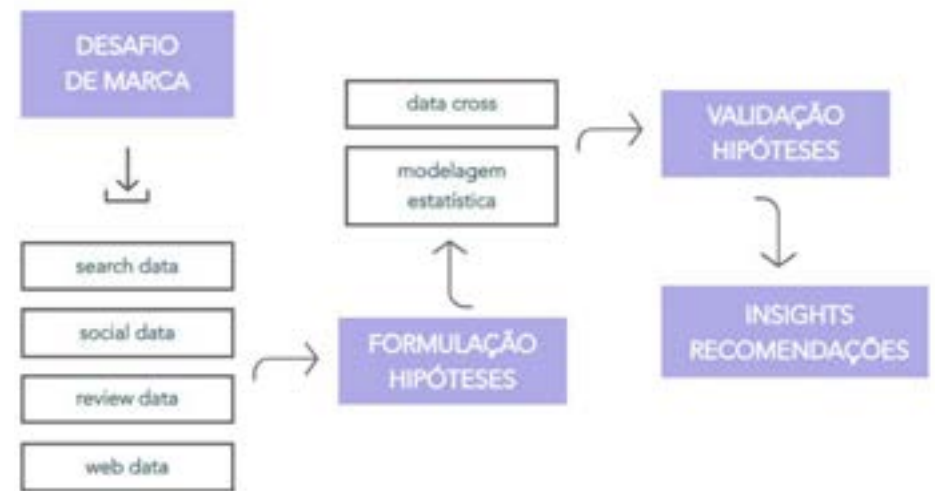 DESAFIO
DE MARCA
search data
social data
review data
web data
FORMULAÇÃO
HIPÓTESES
data cross
modelagem
estatística
VALIDAÇÃO
HIPÓTESES
INSIGHTS
RECOMENDAÇÕES